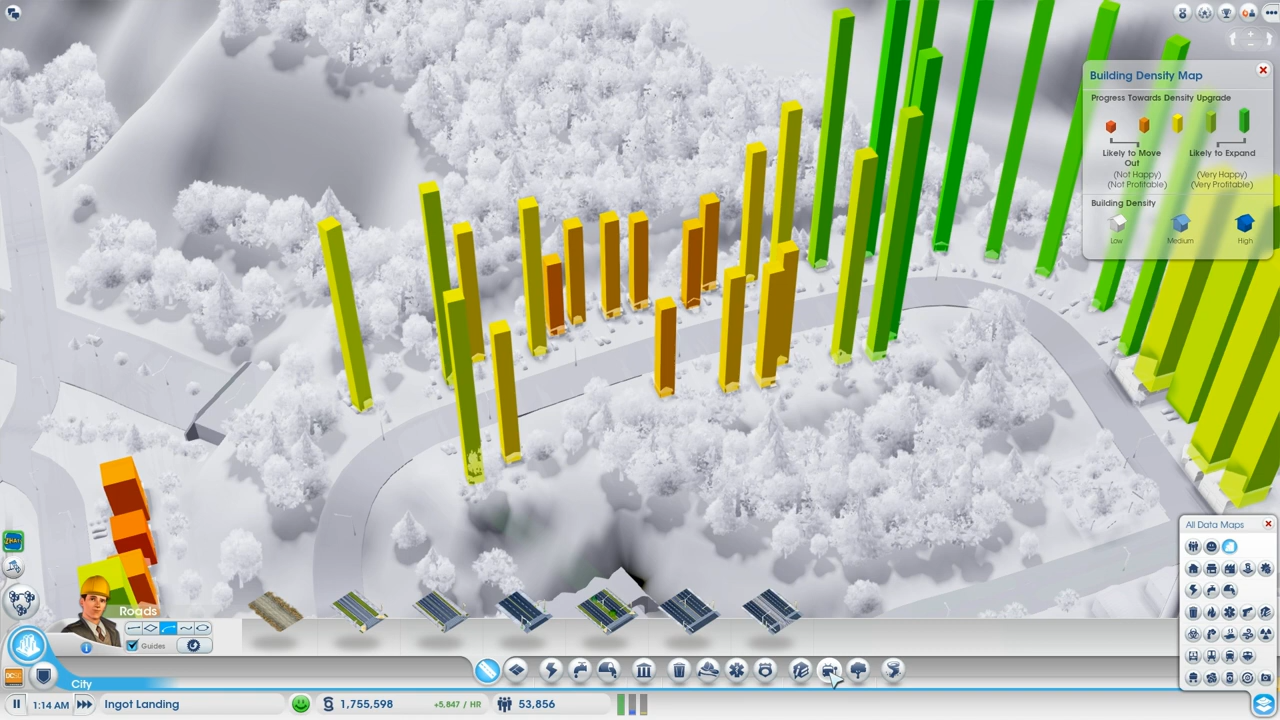 Building Density Map
Progress Towards Density Upgrade
Likely to Move Out
Likely to Expand
(Not Happy)
(Not Profitable)
(Very Happy)
(Very Profitable)
Building Density
Low
Medium
High
All Data Maps
Roads
Guides
City
1:14 AM
Ingot Landing
1,755,598
+5,847 / HR
53,856